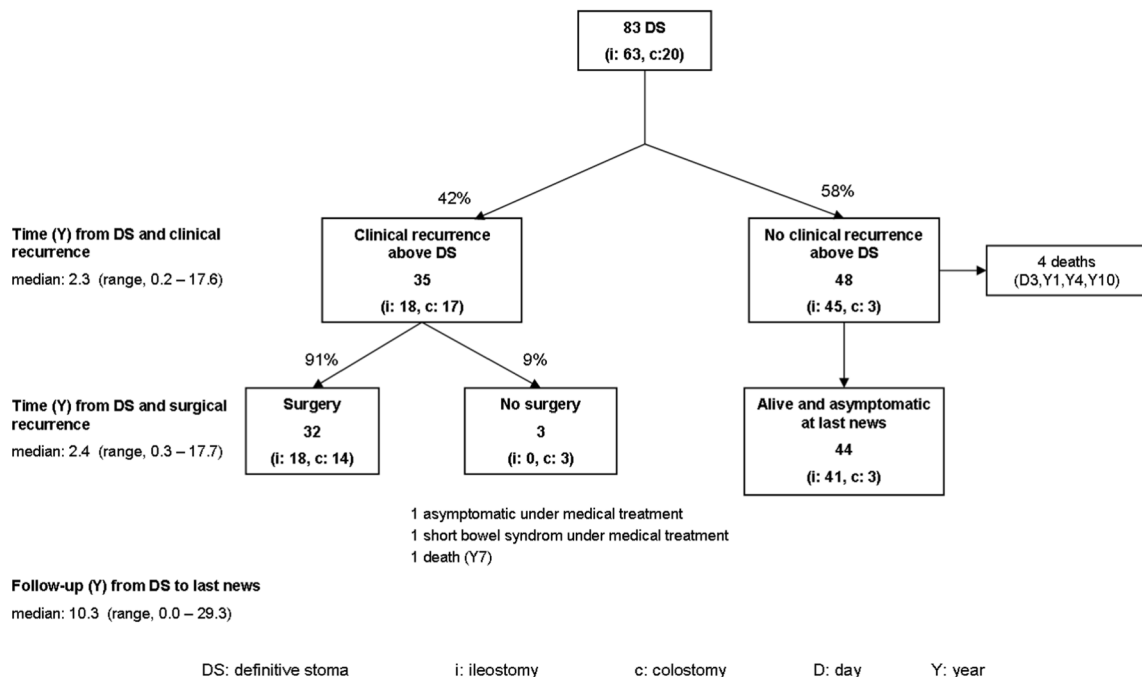 83 DS
(i: 63, c:20)
42%
58%
Time (Y) from DS and clinical
recurrence
median: 2.3 (range, 0.2 – 17.6)
Clinical recurrence
above DS
35
(i: 18, c: 17)
No clinical recurrence
above DS
48
(i: 45, c: 3)
4 deaths
(D3,Y1,Y4,Y10)
91%
9%
Time (Y) from DS and surgical
recurrence
median: 2.4 (range, 0.3 – 17.7)
Surgery
32
(i: 18, c: 14)
No surgery
3
(i: 0, c: 3)
Alive and asymptomatic
at last news
44
(i: 41, c: 3)
1 asymptomatic under medical treatment
1 short bowel syndrom under medical treatment
1 death (Y7)
Follow-up (Y) from DS to last news
median: 10.3 (range, 0.0 – 29.3)
DS: definitive stoma i: ileostomy c: colostomy D: day Y: year